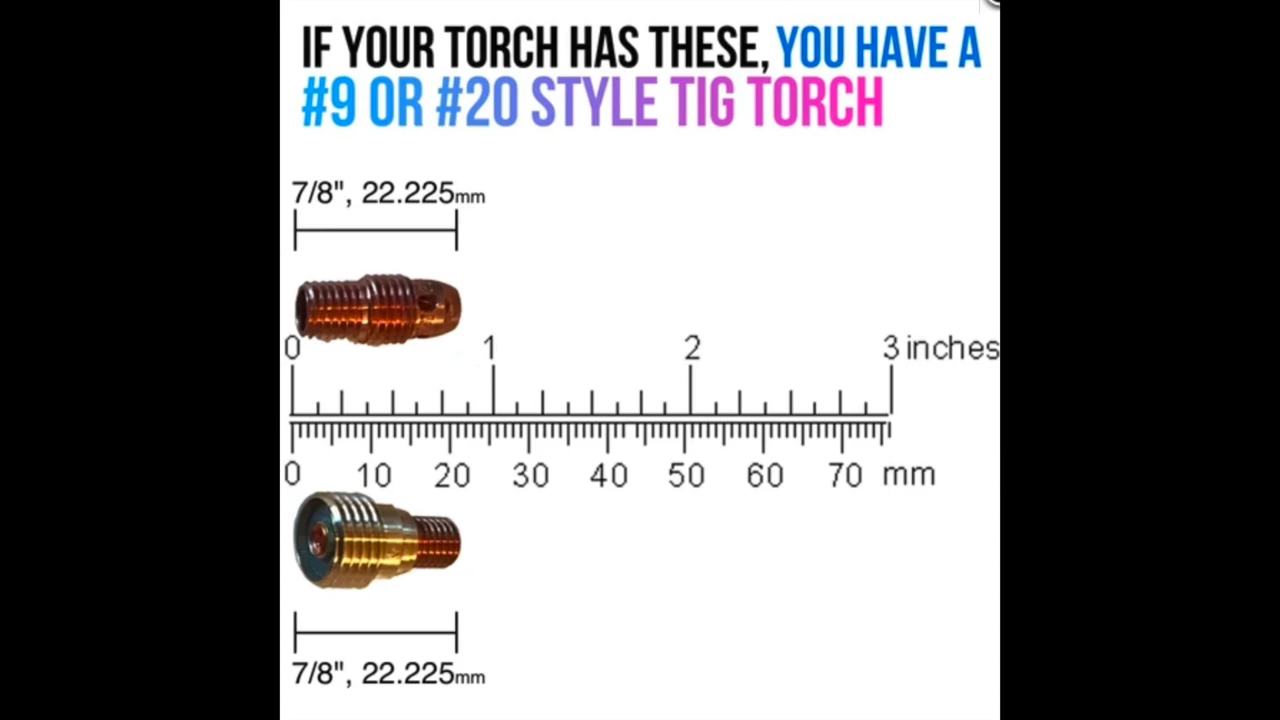 IF YOUR TORCH HAS THESE, YOU HAVE A
#9 OR #20 STYLE TIG TORCH
7/8", 22.225mm
0 1 2 3 inches
0 10 20 30 40 50 60 70 mm
7/8", 22.225mm